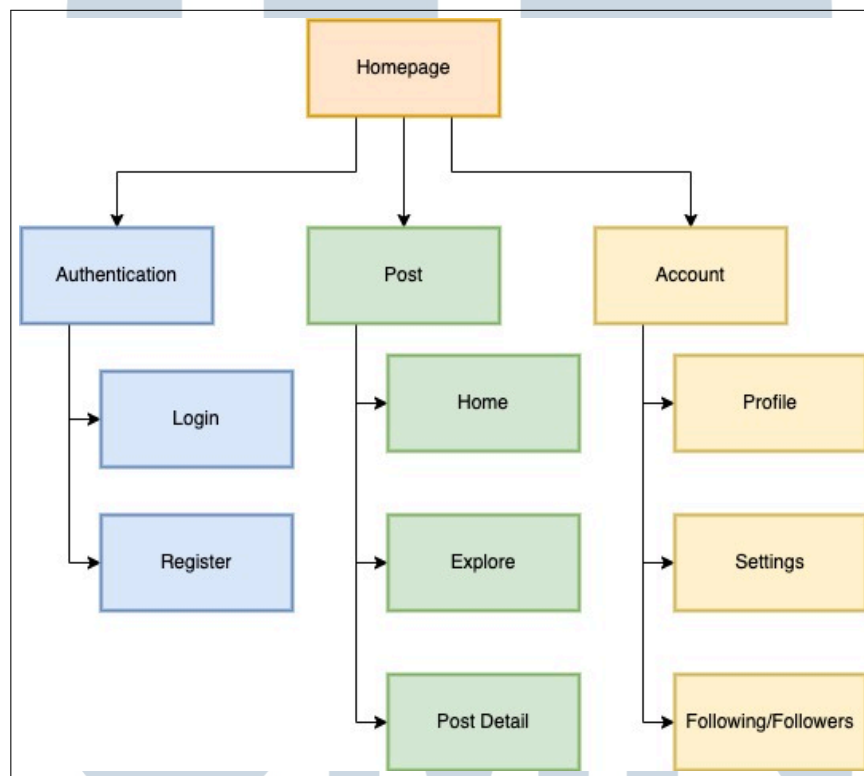 Homepage
Authentication
Post
Account
Login
Home
Profile
Register
Explore
Settings
Post Detail
Following/Followers